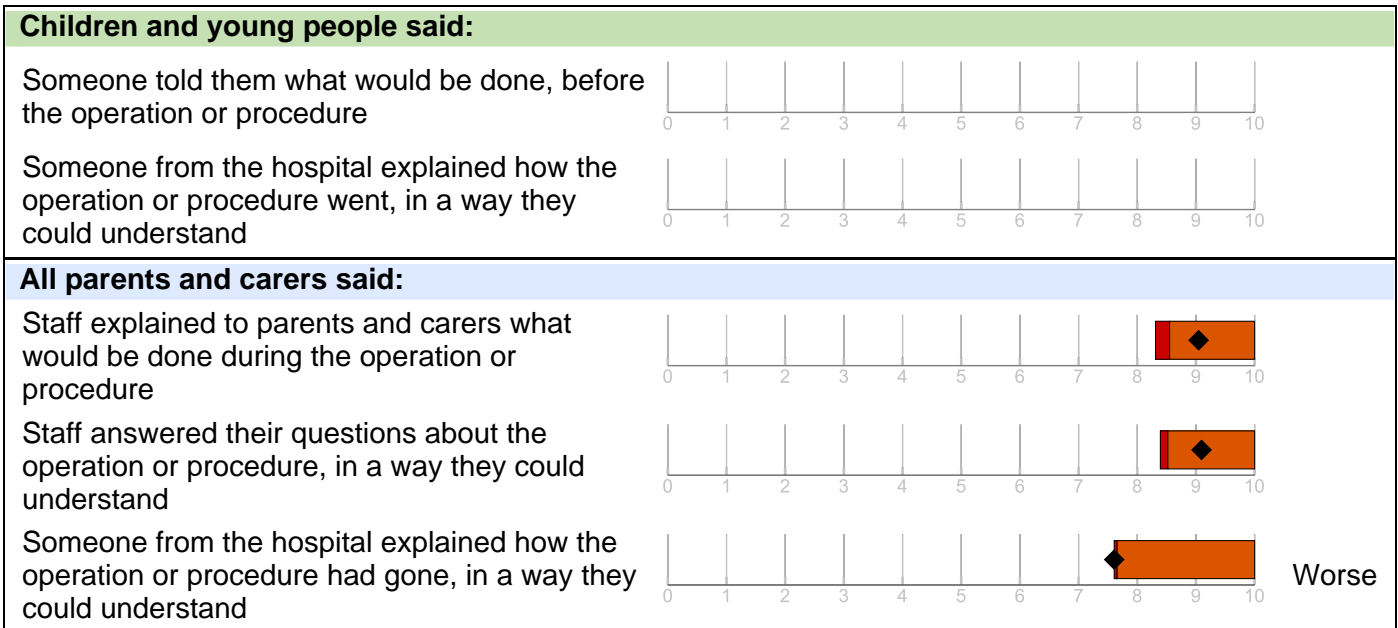 Children and young people said:
Someone told them what would be done, before
the operation or procedure
0 1 2 3 4 5 6 7 8 9 10
Someone from the hospital explained how the
operation or procedure went, in a way they
could understand
0 1 2 3 4 5 6 7 8 9 10
All parents and carers said:
Staff explained to parents and carers what
would be done during the operation or
procedure
0 1 2 3 4 5 6 7 8 9 10
Staff answered their questions about the
operation or procedure, in a way they could
understand
0 1 2 3 4 5 6 7 8 9 10
Someone from the hospital explained how the
operation or procedure had gone, in a way they
could understand
0 1 2 3 4 5 6 7 8 9 10
Worse